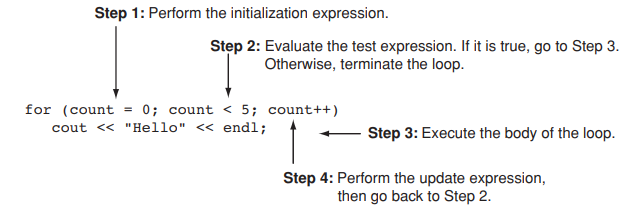 Step 1: Perform the initialization expression.
Step 2: Evaluate the test expression. If it is true, go to Step 3.
Otherwise, terminate the loop.
for (count = 0; count < 5; count++)
cout << "Hello" << endl;
Step 3: Execute the body of the loop.
Step 4: Perform the update expression,
then go back to Step 2.